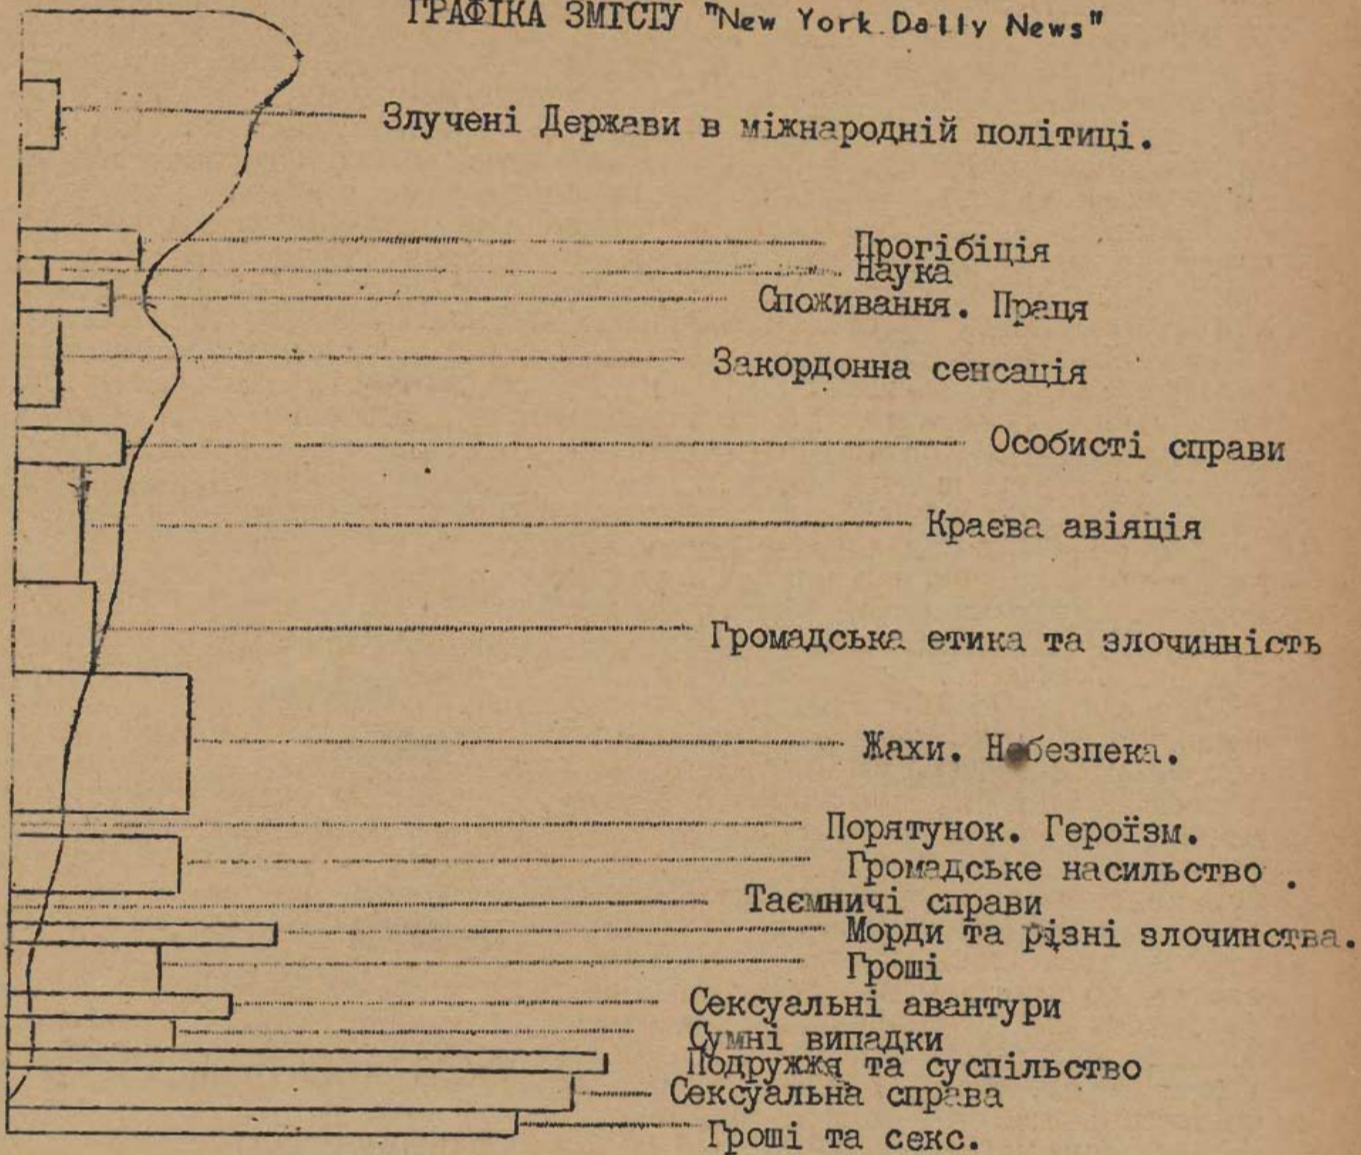 ГРАФІКА ЗМІСТУ "New York Daily News"
Злучені Держави в міжнародній політиці.
Прогібіція
Наука
Споживання. Праця
Закордонна сенсація
Особисті справи
Краєва авіяція
Громадська етика та злочинність
Жахи. Небезпека.
Порятунок. Героїзм.
Громадське насильство .
Таємничі справи
Морди та різні злочинства.
Гроші
Сексуальні авантури
Сумні випадки
Подружжя та суспільство
Сексуальна справа
Гроші та секс.